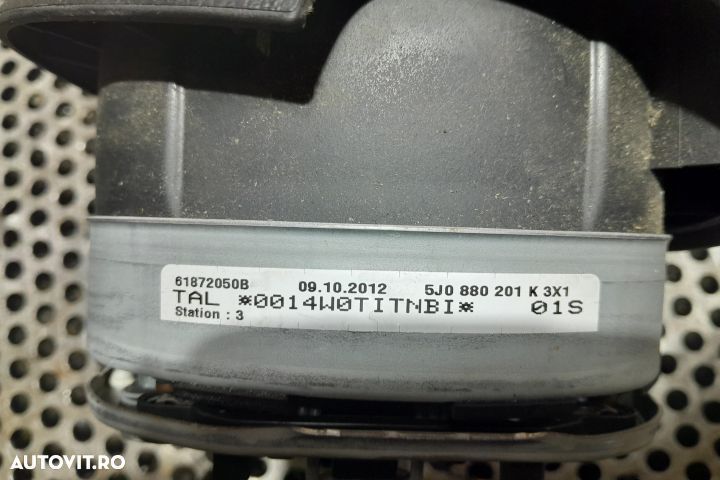 61872050B 09.10.2012 5J0 880 201 K 3X1
TAL *0014W0TITNBI* 01S
Station : 3
AUTOVIT.RO